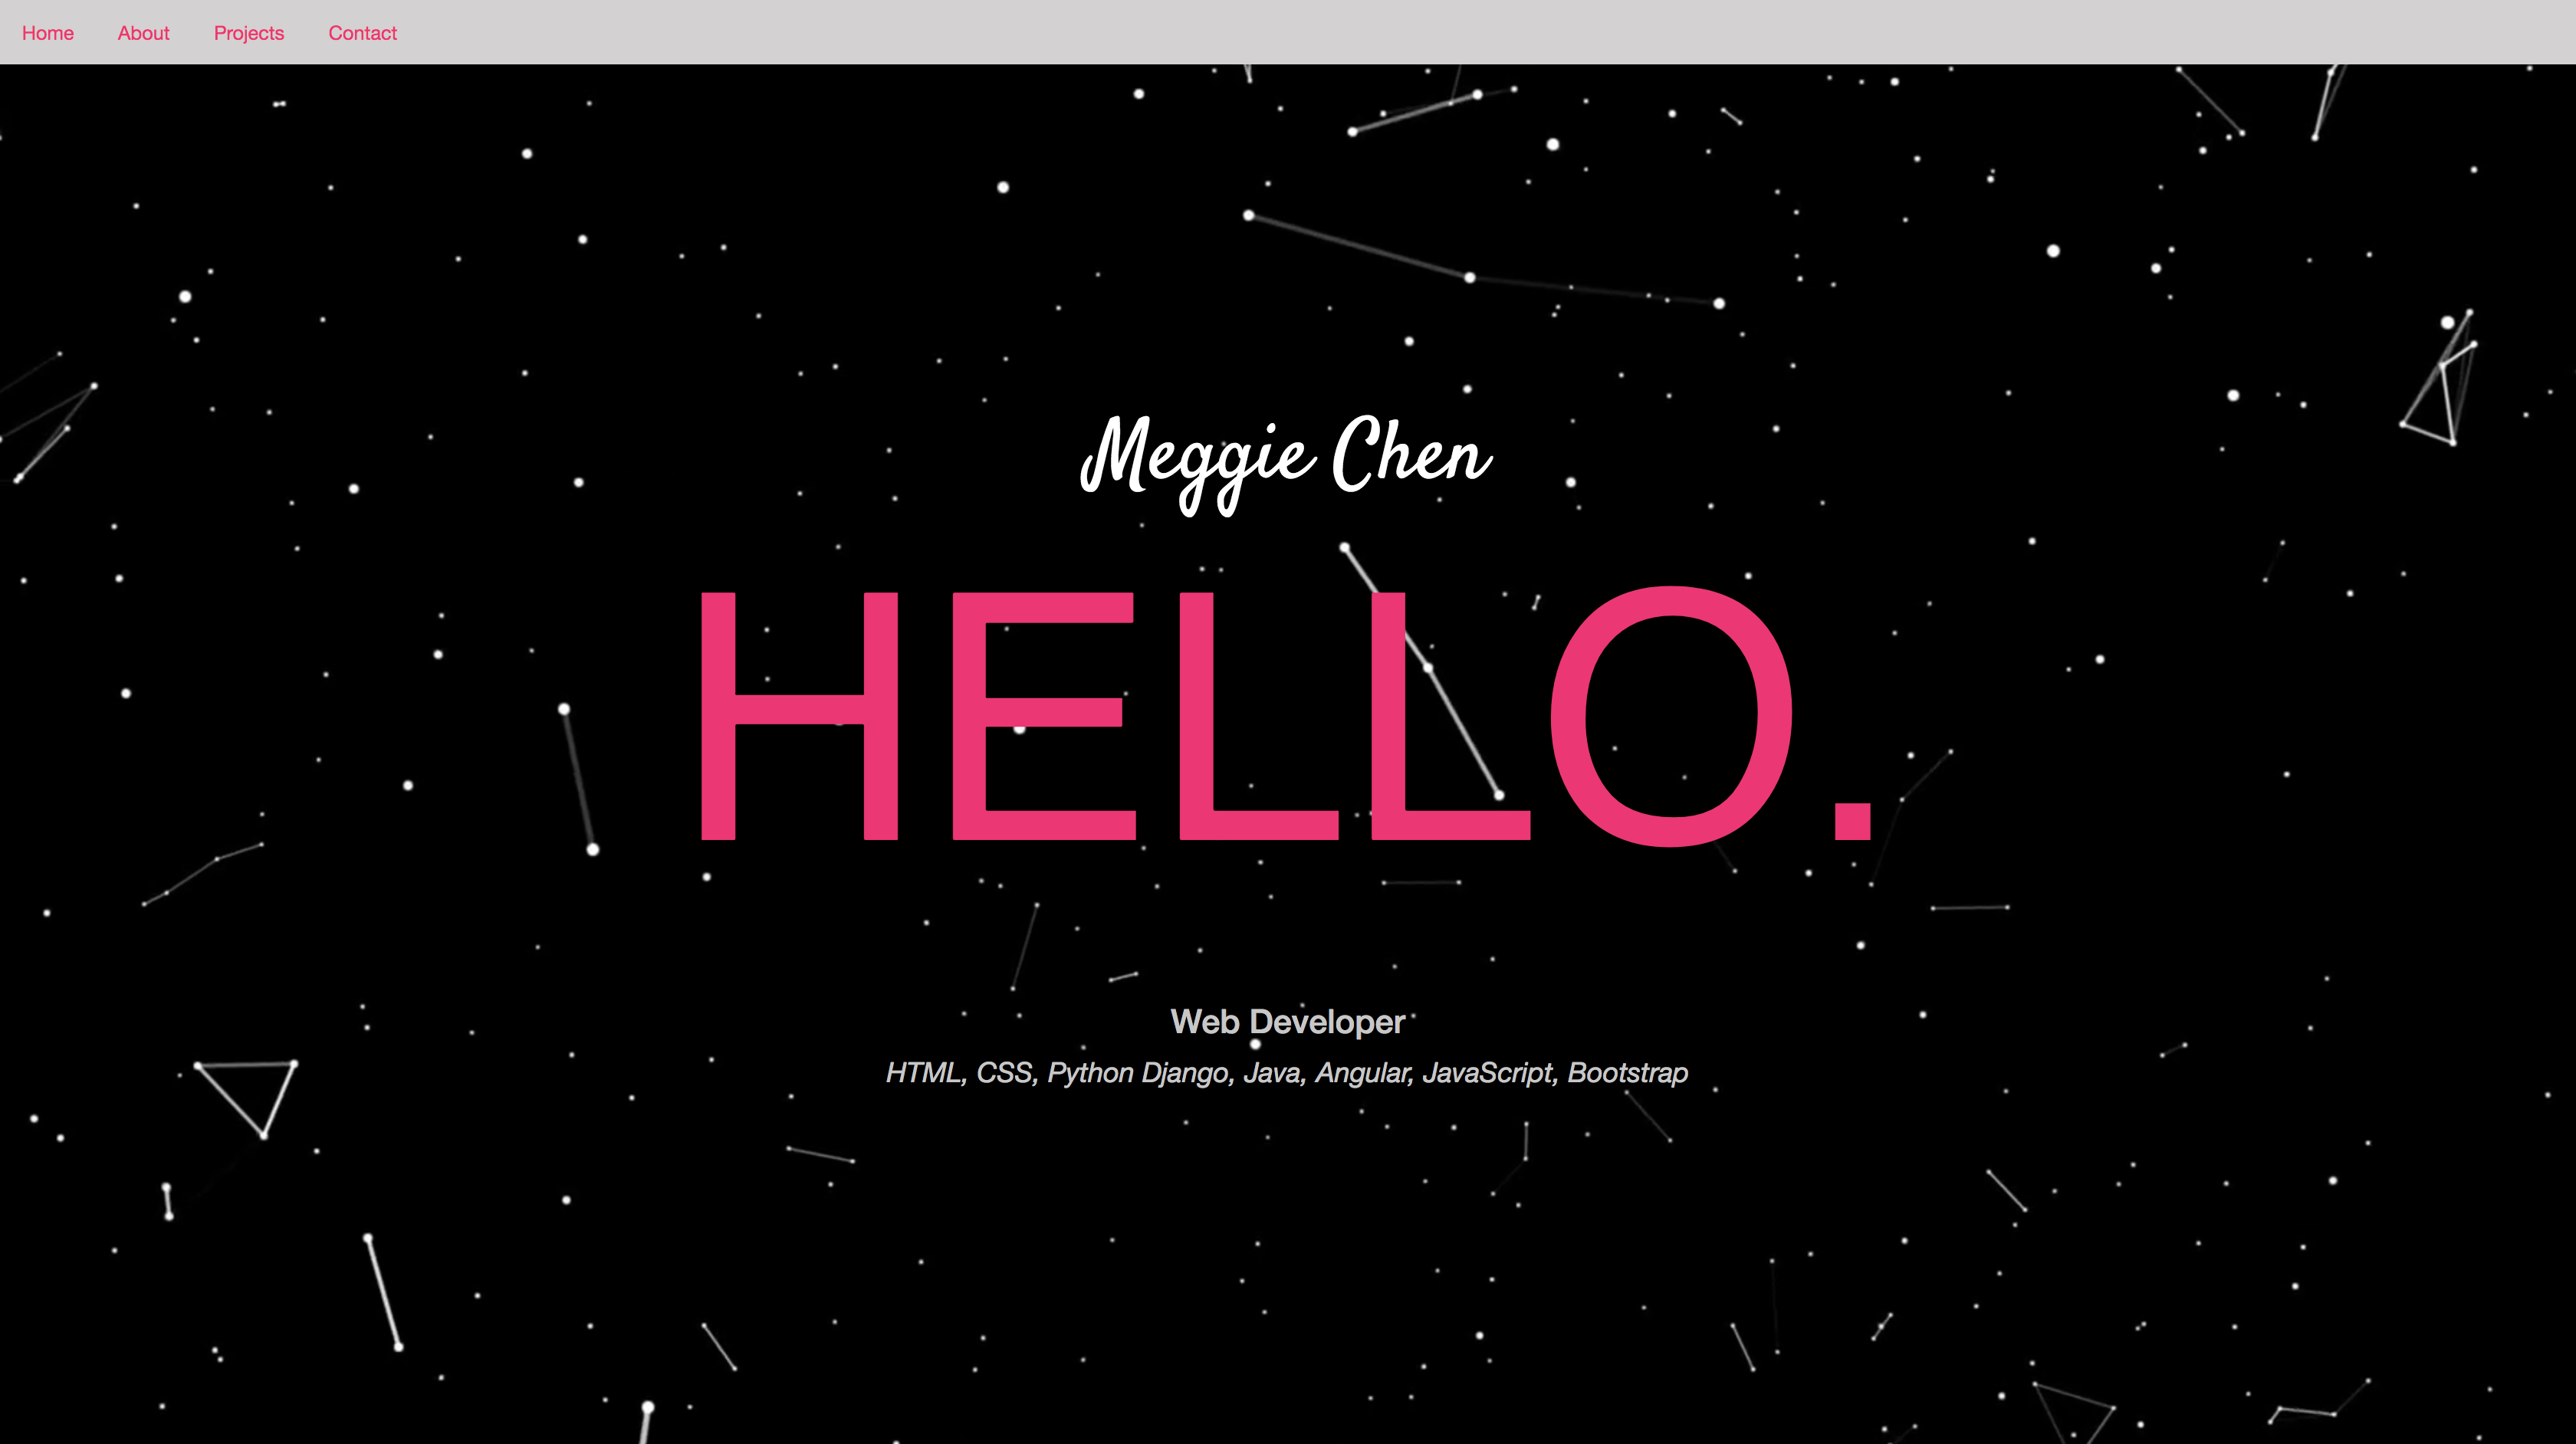 Home About Projects Contact
Meggie Chen
HELLO.
Web Developer
HTML, CSS, Python Django, Java, Angular, JavaScript, Bootstrap